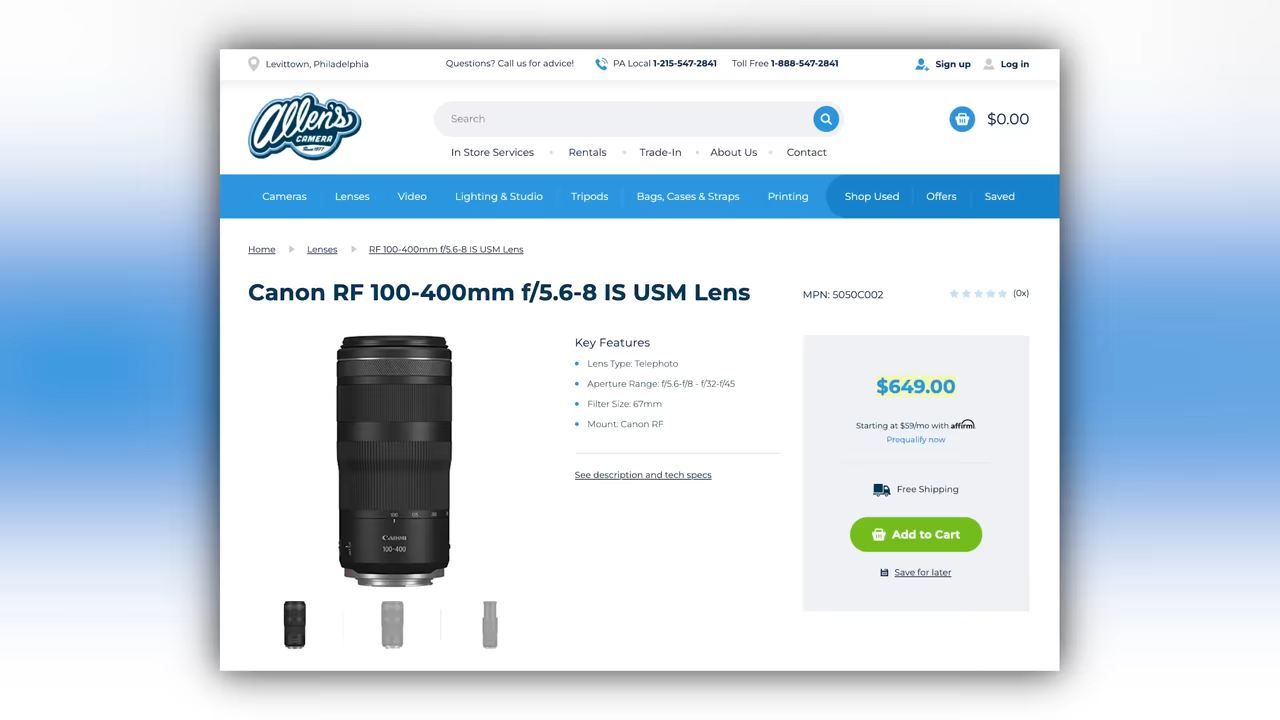 Levittown, Philadelphia
Questions? Call us for advice!
PA Local 1-215-547-2841
Toll Free 1-888-547-2841
Sign up
Log in
Allen's
CAMERA
Since 1977
Search
$0.00
In Store Services
Rentals
Trade-In
About Us
Contact
Cameras
Lenses
Video
Lighting & Studio
Tripods
Bags, Cases & Straps
Printing
Shop Used
Offers
Saved
Home
Lenses
RF 100-400mm f/5.6-8 IS USM Lens
Canon RF 100-400mm f/5.6-8 IS USM Lens
MPN: 5050C002
(0x)
Key Features
Lens Type: Telephoto
Aperture Range: f/5.6-f/8 - f/32-f/45
Filter Size: 67mm
Mount: Canon RF
See description and tech specs
$649.00
Starting at $59/mo with affirm.
Prequalify now
Free Shipping
Add to Cart
Save for later
Canon
100-400